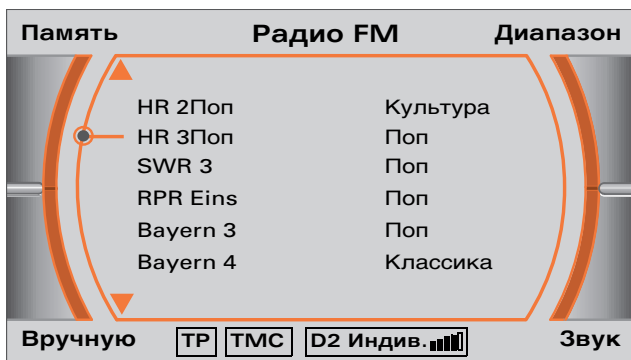 Память Радио FM Диапазон
HR 2Поп Культура
HR 3Поп Поп
SWR 3 Поп
RPR Eins Поп
Bayern 3 Поп
Bayern 4 Классика
Вручную TP TMC D2 Индив. Звук